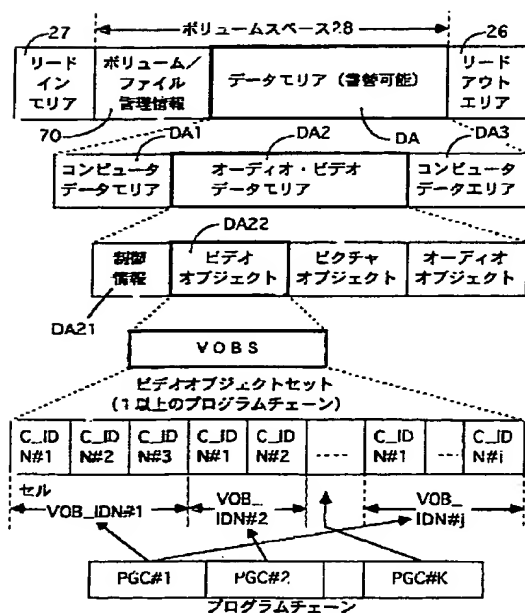 27
ボリュームスペース28
26
リード
イン
エリア
ボリューム／
ファイル
管理情報
データエリア（書替可能）
リード
アウト
エリア
70
DA1
DA2
DA
DA3
コンピュータ
データエリア
オーディオ・ビデオ
データエリア
コンピュータ
データエリア
DA22
制御
情報
ビデオ
オブジェクト
ピクチャ
オブジェクト
オーディオ
オブジェクト
DA21
VOBS
ビデオオブジェクトセット
（1以上のプログラムチェーン）
C_ID
N#1
C_ID
N#2
C_ID
N#3
C_ID
N#1
C_ID
N#2
----
C_ID
N#1
---
C_ID
N#i
セル
VOB_IDN#1
VOB_
IDN#2
VOB_
IDN#j
PGC#1
PGC#2
PGC#K
プログラムチェーン